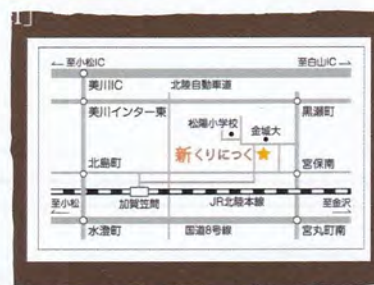 ←至小松IC
至白山IC→
美川IC
北陸自動車道
美川インター東
黒瀬町
松陽小学校
金城大
新くりにっく
北島町
宮保南
至小松
加賀笠間
JR北陸本線
至金沢
水澄町
国道8号線
宮丸町南